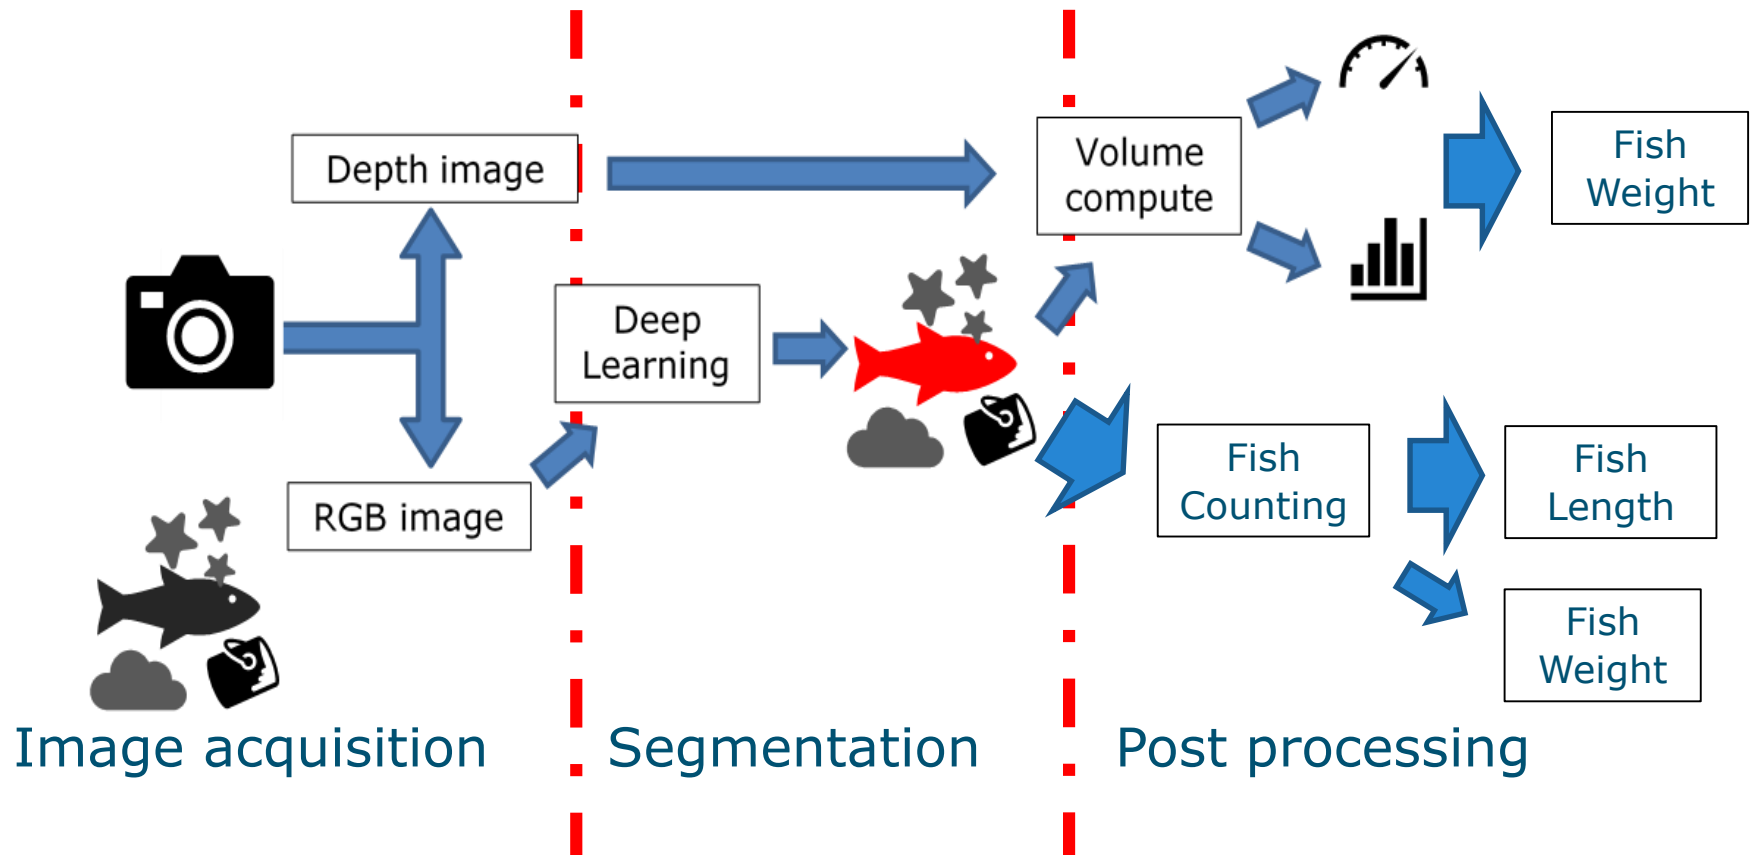 Depth image
Volume
compute
Fish
Weight
Deep
Learning
RGB image
Fish
Counting
Fish
Length
Fish
Weight
Image acquisition
Segmentation
Post processing